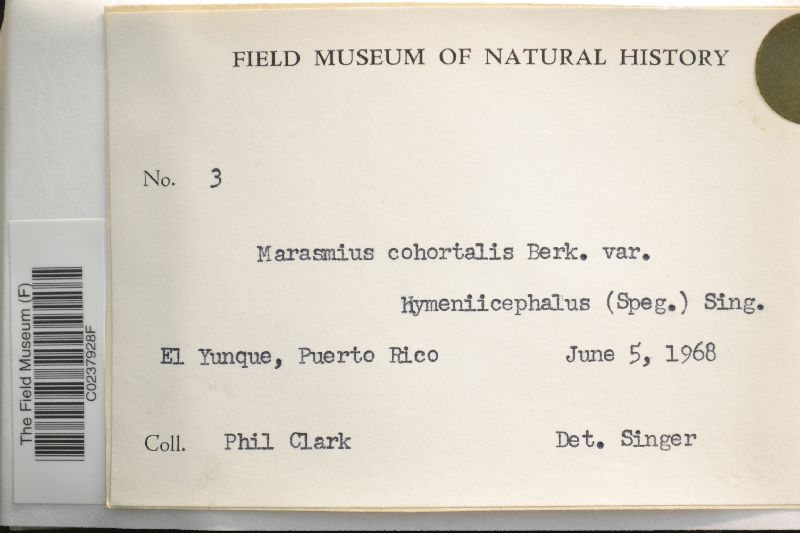 FIELD MUSEUM OF NATURAL HISTORY
No. 3
Marasmius cohortalis Berk. var.
Hymeniicephalus (Speg.) Sing.
El Yunque, Puerto Rico June 5, 1968
Coll. Phil Clark Det. Singer
The Field Museum (F)
C0237928F